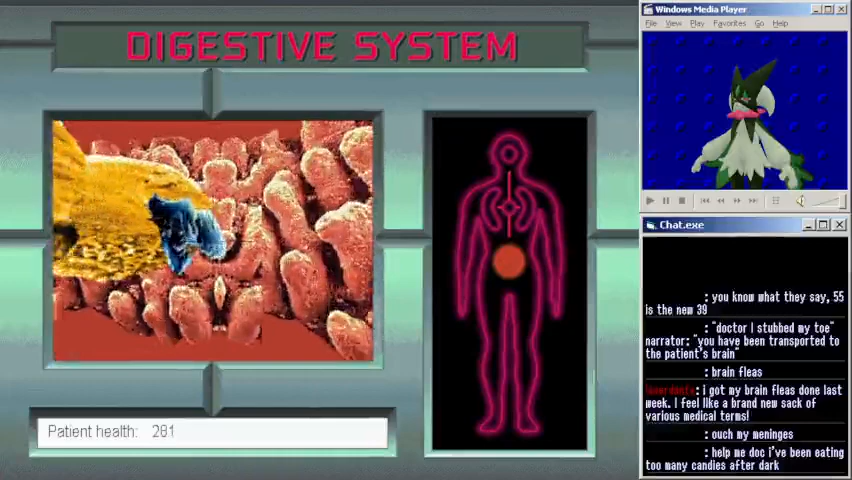 DIGESTIVE SYSTEM
Patient health: 281
Windows Media Player
File View Play Favorites Go Help
Chat.exe
: you know what they say, 55
is the new 39
: "doctor I stubbed my toe"
narrator: "you have been transported to
the patient's brain"
: brain fleas
: i got my brain fleas done last
week. I feel like a brand new sack of
various medical terms!
: ouch my meninges
: help me doc i've been eating
too many candies after dark